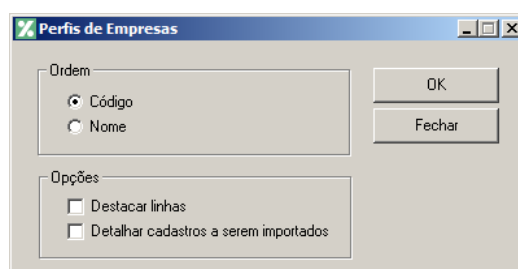 Perfis de Empresas
Ordem
Código
Nome
OK
Fechar
Opções
Destacar linhas
Detalhar cadastros a serem importados